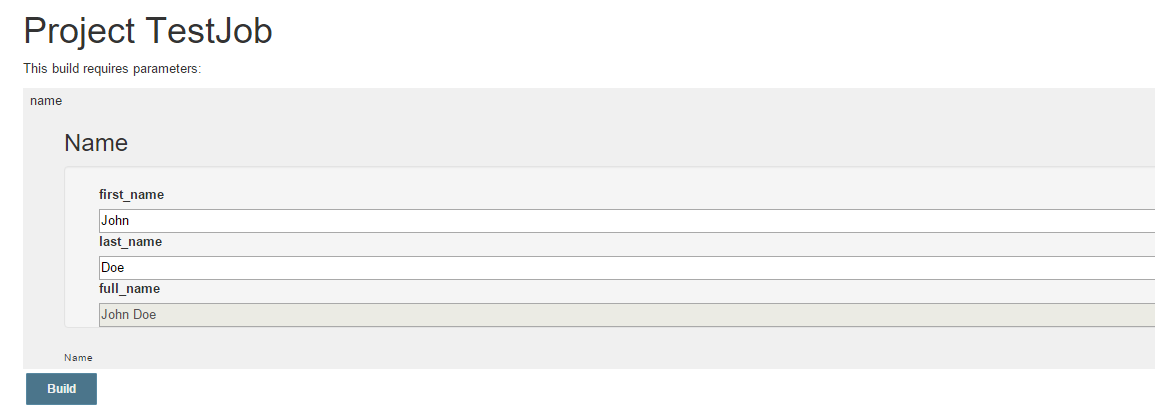 Project TestJob
This build requires parameters:
name
Name
first_name
John
last_name
Doe
full_name
John Doe
Name
Build